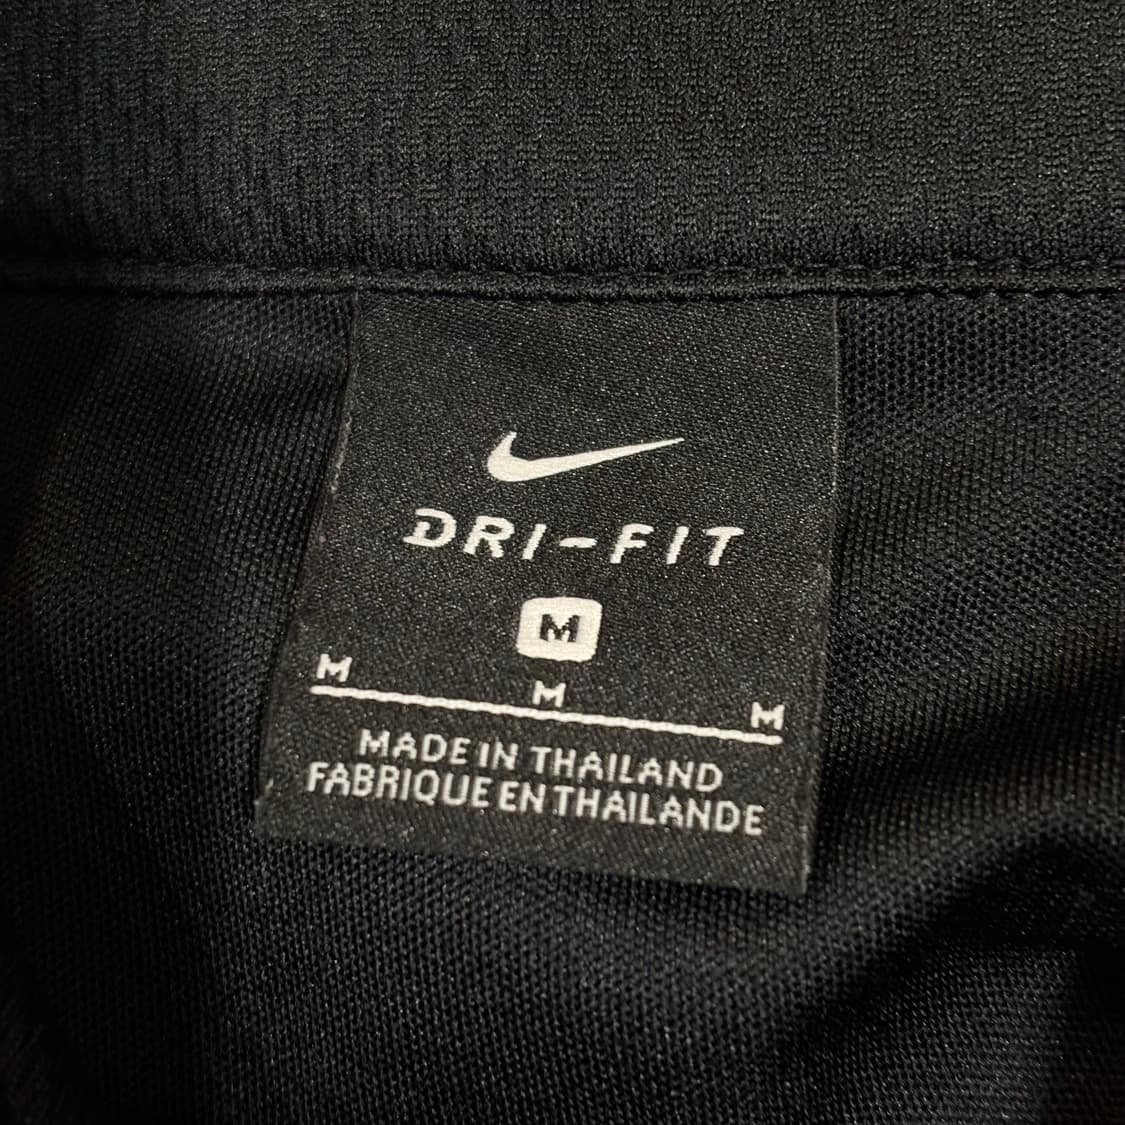 DRI-FIT
M
M M M
MADE IN THAILAND
FABRIQUE EN THAILANDE